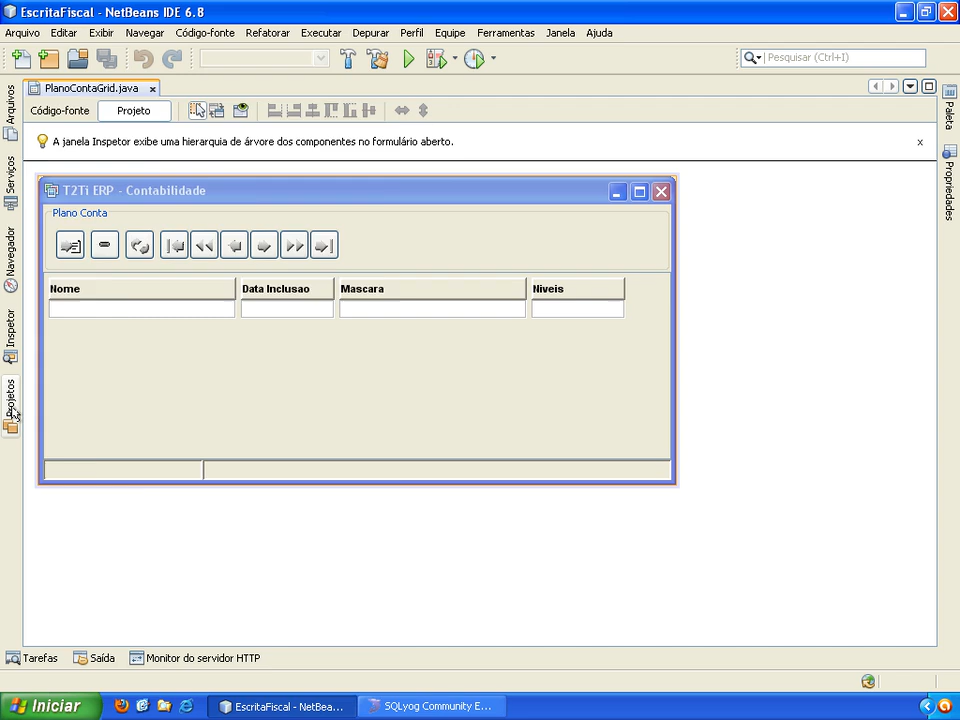 EscritaFiscal - NetBeans IDE 6.8
Arquivo Editar Exibir Navegar Código-fonte Refatorar Executar Depurar Perfil Equipe Ferramentas Janela Ajuda
Pesquisar (Ctrl+I)
PlanoContaGrid.java
Código-fonte Projeto
A janela Inspetor exibe uma hierarquia de árvore dos componentes no formulário aberto.
Arquivos
Serviços
Navegador
Inspetor
Projetos
Paleta
Propriedades
T2Ti ERP - Contabilidade
Plano Conta
Nome Data Inclusao Mascara Niveis
Tarefas Saída Monitor do servidor HTTP
Iniciar EscritaFiscal - NetBea... SQLyog Community E...